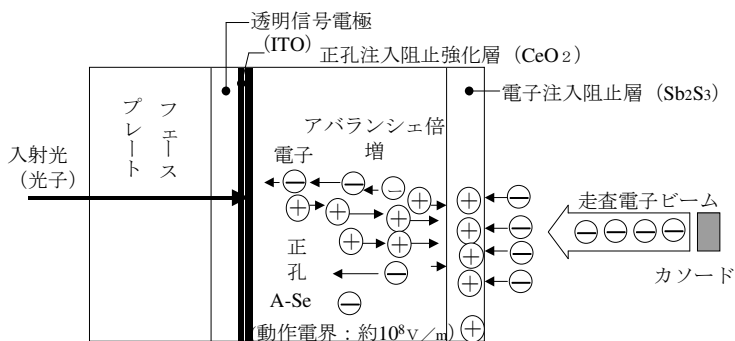 透明信号電極
(ITO)
正孔注入阻止強化層（CeO２）
電子注入阻止層（Sb2S3）
フェース
プレート
アバランシェ倍
増
電子
入射光
（光子）
走査電子ビーム
正
孔
カソード
A-Se
(動作電界：約10⁸V／m)